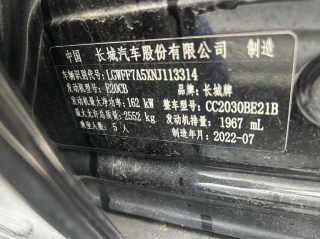 中国 长城汽车股份有限公司 制造
车辆识别代号: LGWFF7A5XNJ113314
发动机型号: E20CB 品牌: 长城牌
发动机最大净功率: 162 kW 整车型号: CC2030BE21B
最大允许总质量: 2552 kg 发动机排量: 1967 mL
乘坐人数: 5 人 制造年月: 2022-07